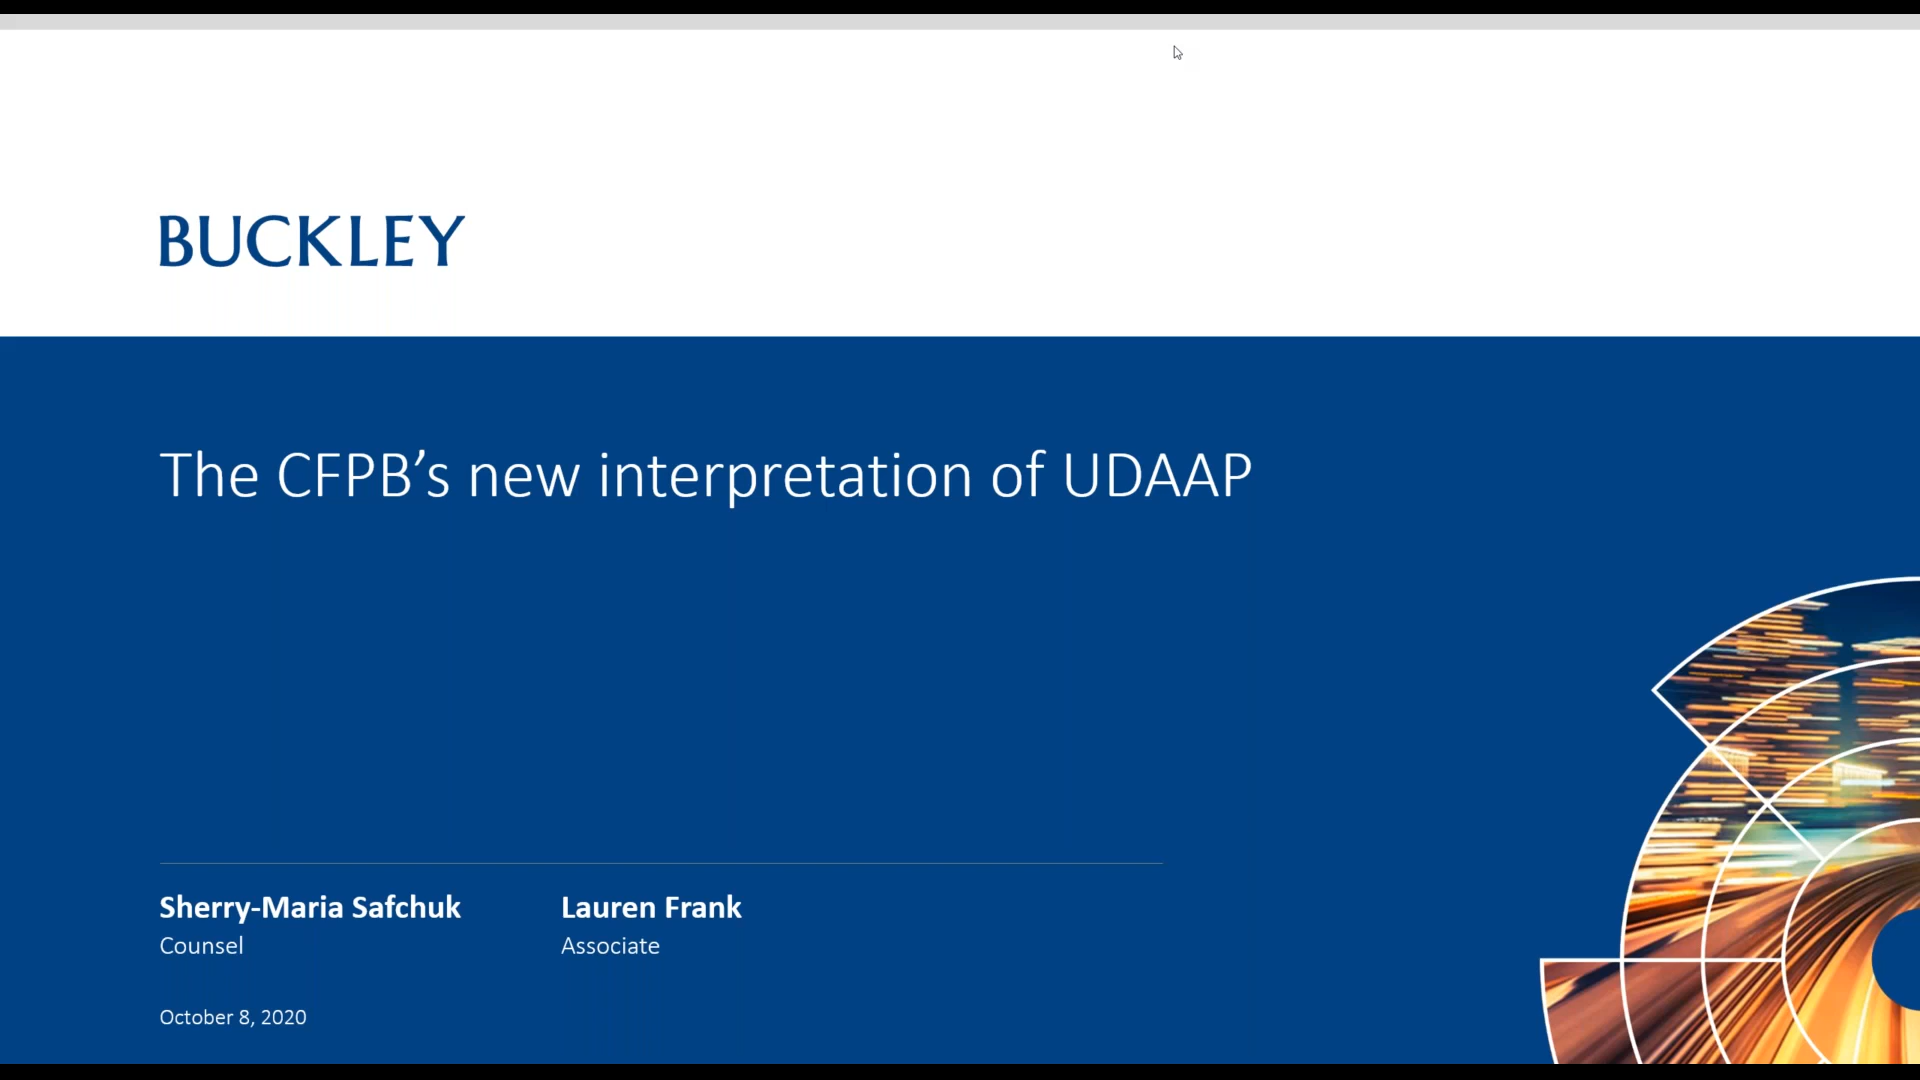 BUCKLEY
The CFPB’s new interpretation of UDAAP
Sherry-Maria Safchuk
Counsel
Lauren Frank
Associate
October 8, 2020